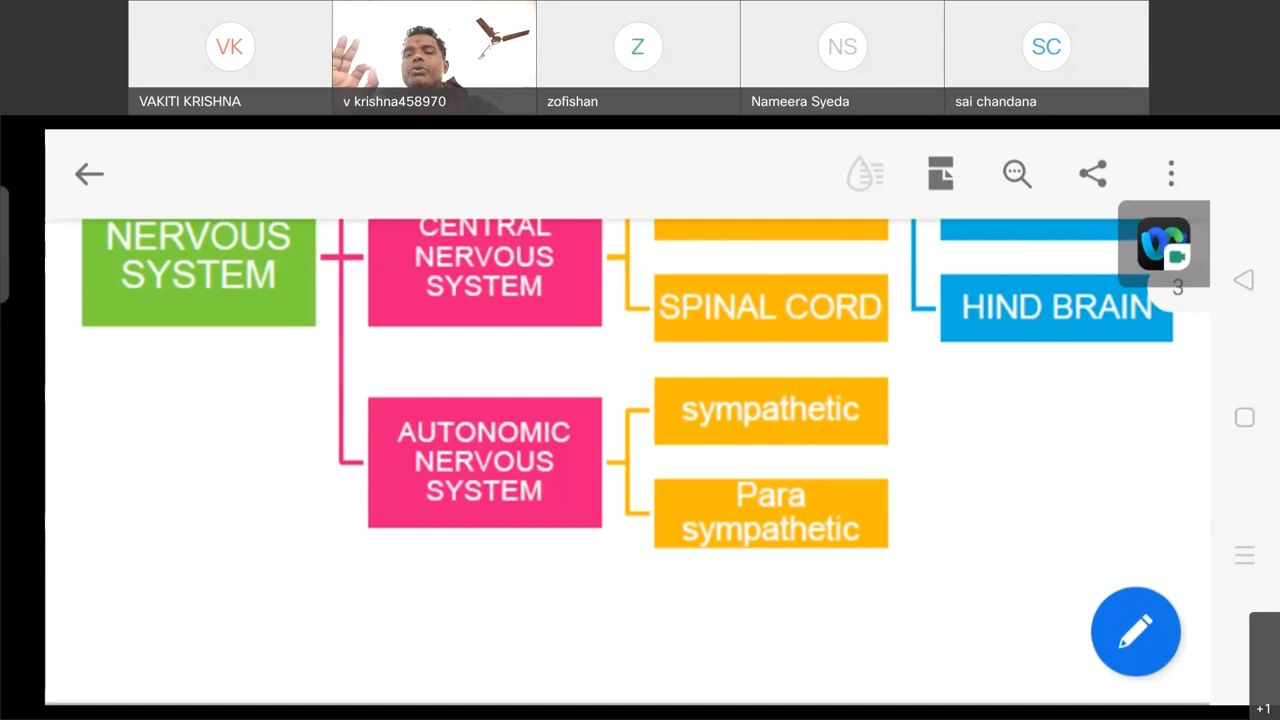 VK
Z
NS
SC
VAKITI KRISHNA
v krishna458970
zofishan
Nameera Syeda
sai chandana
NERVOUS
SYSTEM
CENTRAL
NERVOUS
SYSTEM
SPINAL CORD
HIND BRAIN
3
sympathetic
AUTONOMIC
NERVOUS
SYSTEM
Para
sympathetic
+1